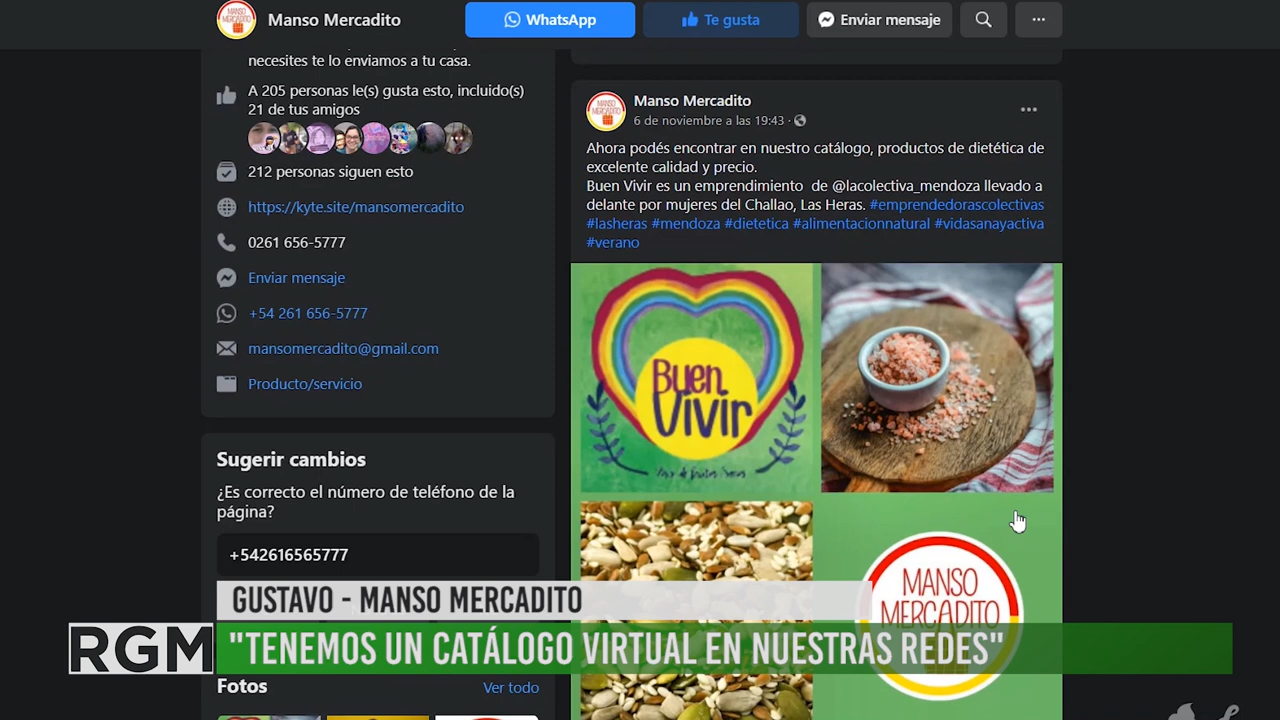 MANSO
MERCADITO
Manso Mercadito
WhatsApp
Te gusta
Enviar mensaje
necesites te lo enviamos a tu casa.
A 205 personas le(s) gusta esto, incluido(s)
21 de tus amigos
212 personas siguen esto
https://kyte.site/mansomercadito
0261 656-5777
Enviar mensaje
+54 261 656-5777
mansomercadito@gmail.com
Producto/servicio
Sugerir cambios
¿Es correcto el número de teléfono de la
página?
+542616565777
Fotos
Ver todo
MANSO
MERCADITO
Manso Mercadito
6 de noviembre a las 19:43
Ahora podés encontrar en nuestro catálogo, productos de dietética de
excelente calidad y precio.
Buen Vivir es un emprendimiento de @lacolectiva_mendoza llevado a
delante por mujeres del Challao, Las Heras. #emprendedorascolectivas
#lasheras #mendoza #dietetica #alimentacionnatural #vidasanayactiva
#verano
Buen
Vivir
MANSO
MERCADITO
GUSTAVO - MANSO MERCADITO
RGM
"TENEMOS UN CATÁLOGO VIRTUAL EN NUESTRAS REDES"